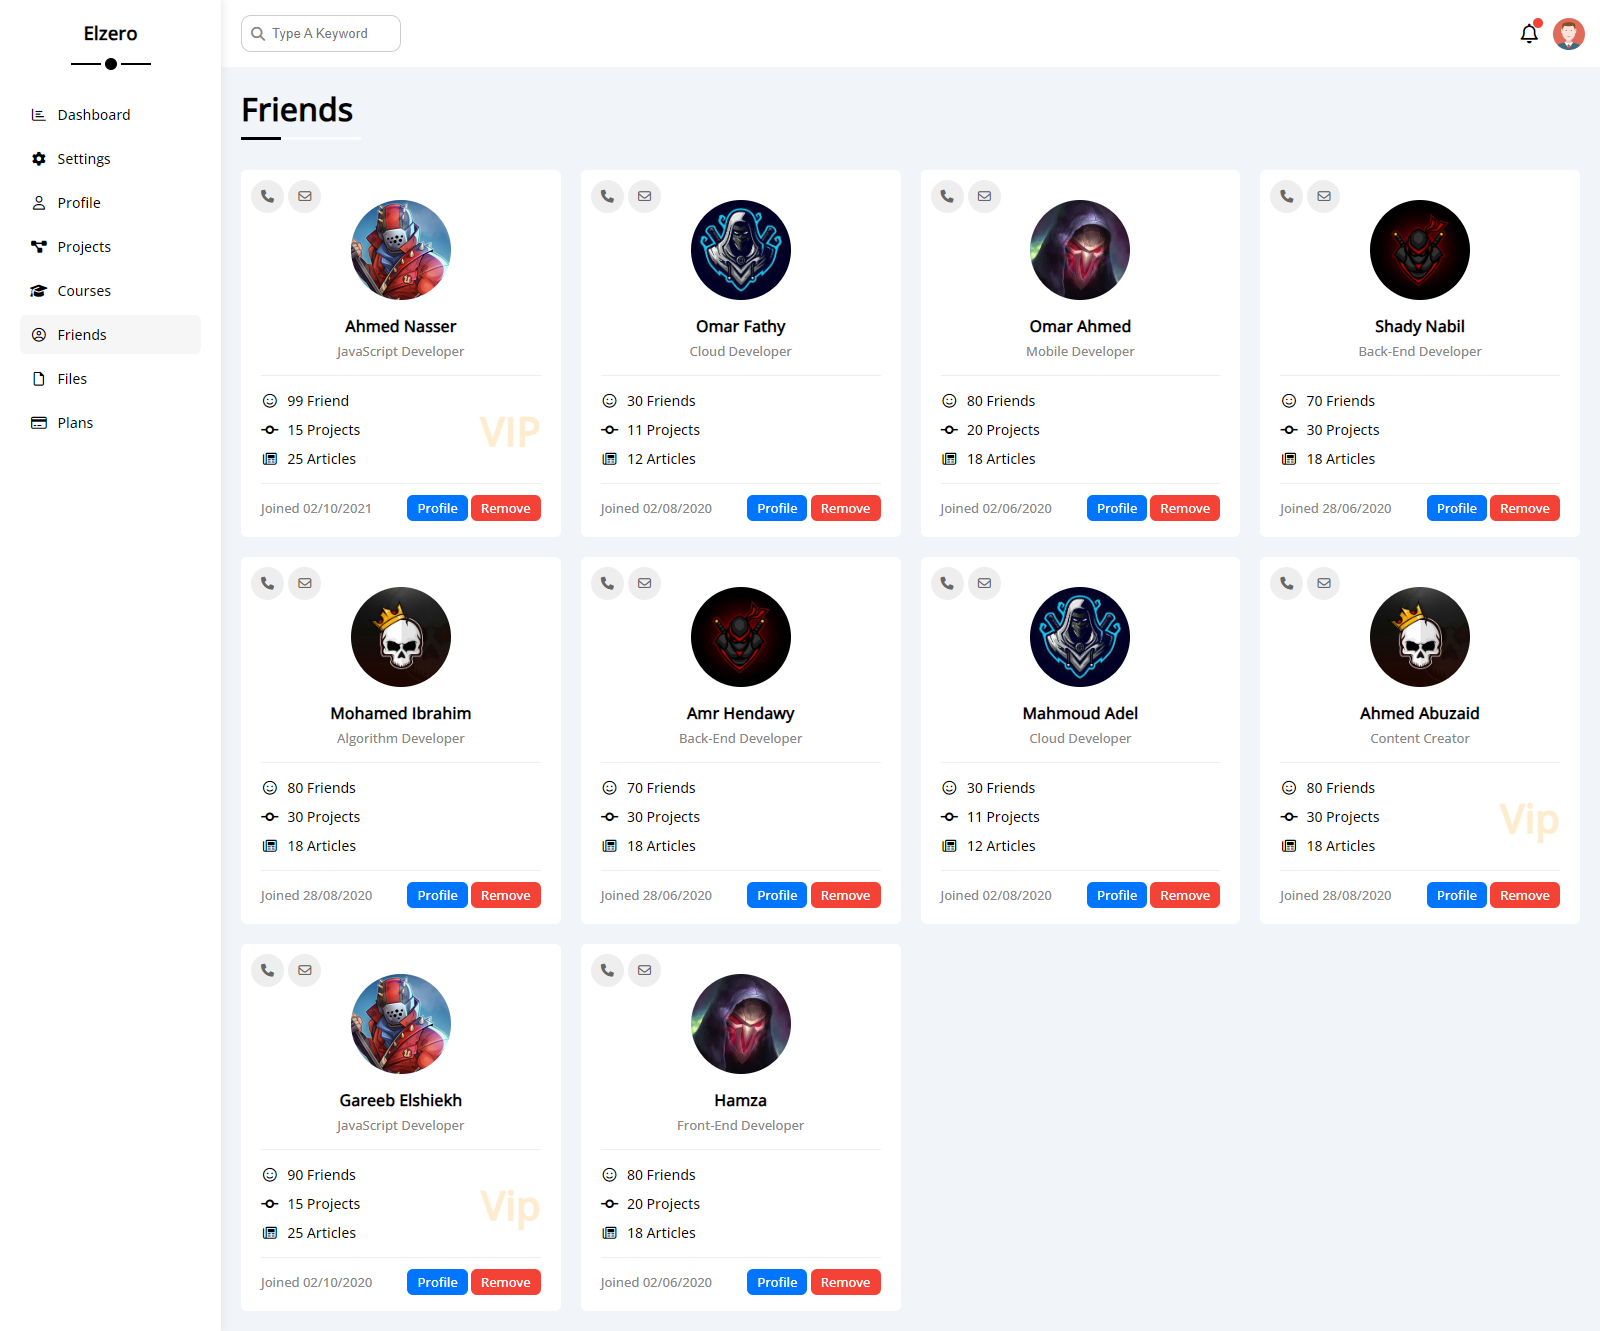 Elzero
Type A Keyword
Dashboard
Settings
Profile
Projects
Courses
Friends
Files
Plans
Friends
Ahmed Nasser
JavaScript Developer
99 Friend
15 Projects
25 Articles
VIP
Joined 02/10/2021
Profile
Remove
Omar Fathy
Cloud Developer
30 Friends
11 Projects
12 Articles
Joined 02/08/2020
Profile
Remove
Omar Ahmed
Mobile Developer
80 Friends
20 Projects
18 Articles
Joined 02/06/2020
Profile
Remove
Shady Nabil
Back-End Developer
70 Friends
30 Projects
18 Articles
Joined 28/06/2020
Profile
Remove
Mohamed Ibrahim
Algorithm Developer
80 Friends
30 Projects
18 Articles
Joined 28/08/2020
Profile
Remove
Amr Hendawy
Back-End Developer
70 Friends
30 Projects
18 Articles
Joined 28/06/2020
Profile
Remove
Mahmoud Adel
Cloud Developer
30 Friends
11 Projects
12 Articles
Joined 02/08/2020
Profile
Remove
Ahmed Abuzaid
Content Creator
80 Friends
30 Projects
18 Articles
Vip
Joined 28/08/2020
Profile
Remove
Gareeb Elshiekh
JavaScript Developer
90 Friends
15 Projects
25 Articles
Vip
Joined 02/10/2020
Profile
Remove
Hamza
Front-End Developer
80 Friends
20 Projects
18 Articles
Joined 02/06/2020
Profile
Remove